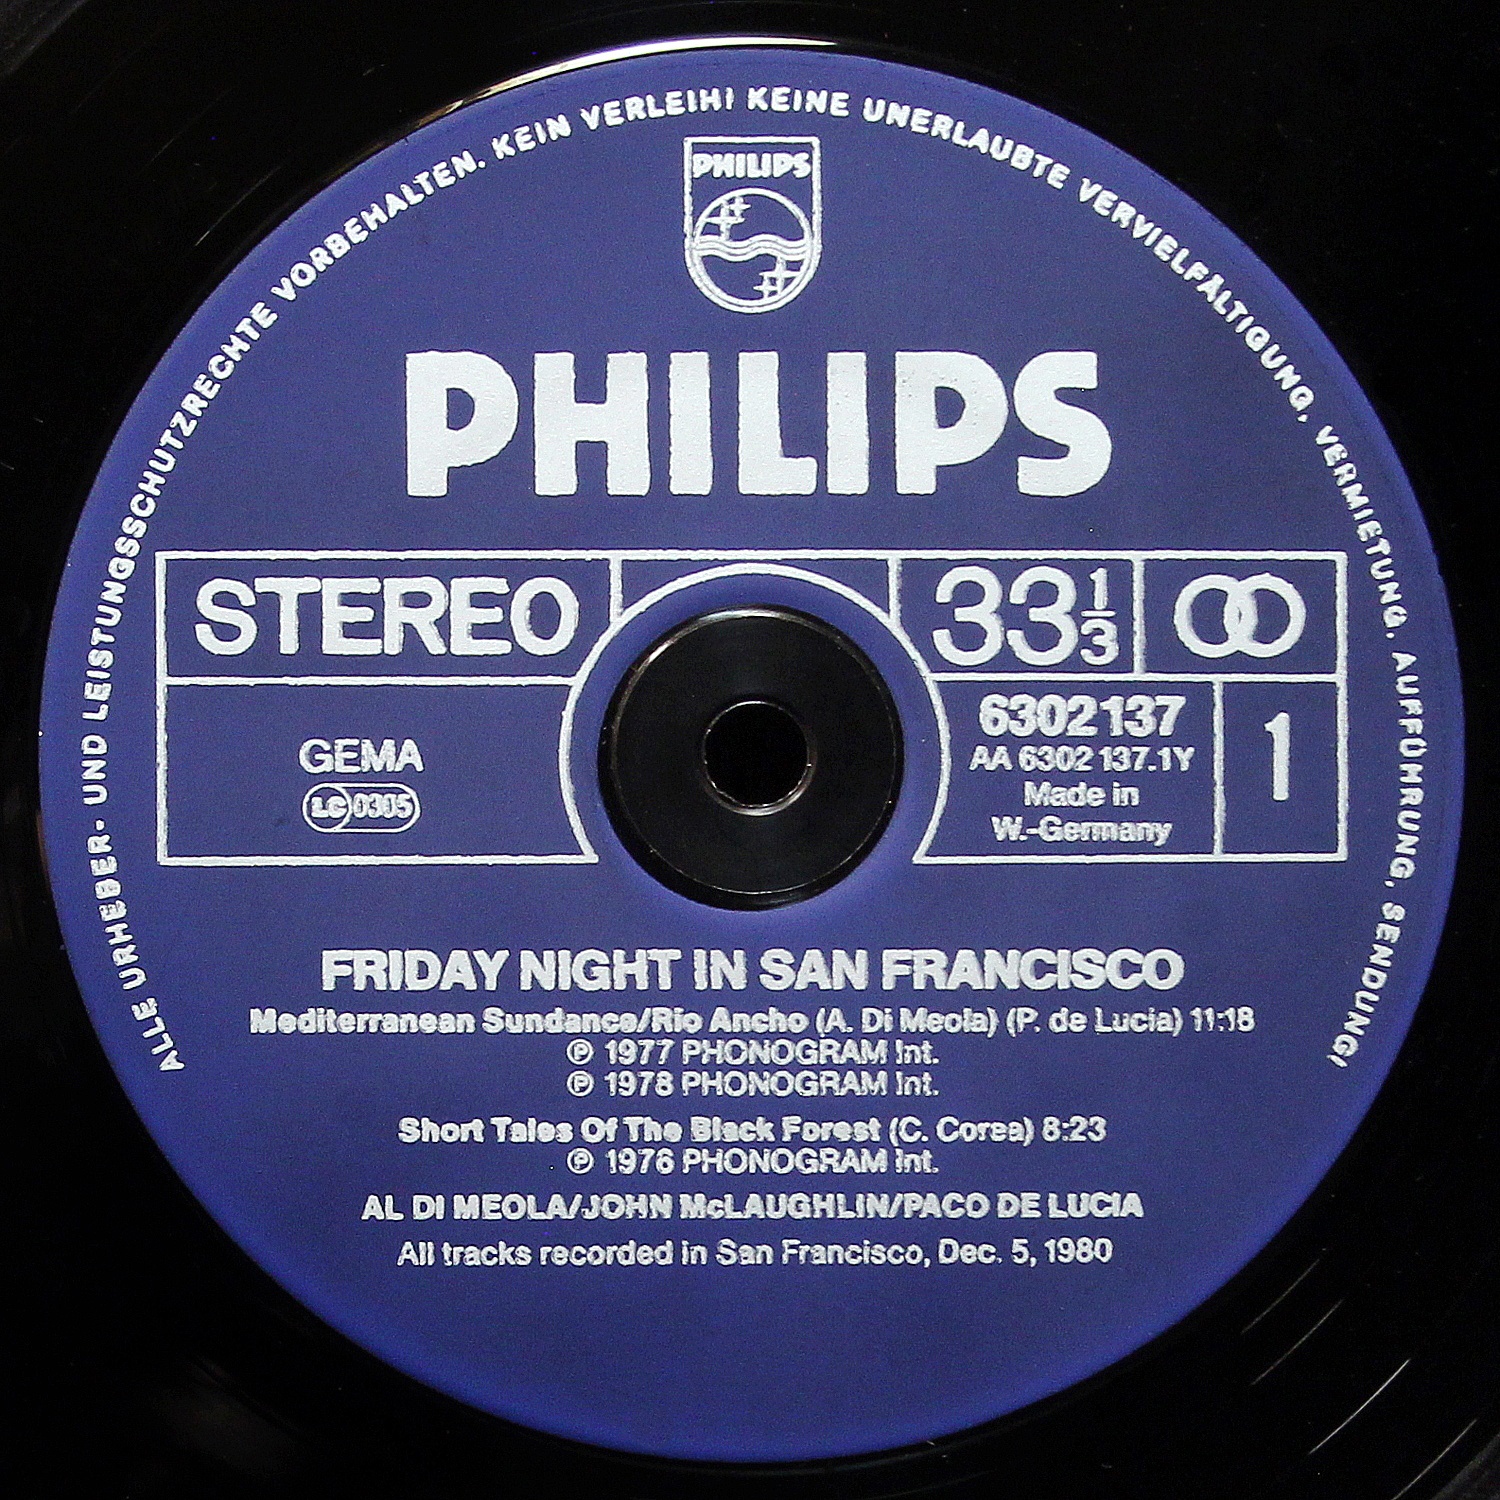 ALLE URHEBER- UND LEISTUNGSSCHUTZRECHTE VORBEHALTEN. KEIN VERLEIH! KEINE UNERLAUBTE VERVIELFÄLTIGUNG, VERMIETUNG, AUFFÜHRUNG, SENDUNG!
PHILIPS
PHILIPS
STEREO
33 1/3
GEMA
LC 0305
6302 137
AA 6302 137.1Y
Made in
W.-Germany
1
FRIDAY NIGHT IN SAN FRANCISCO
Mediterranean Sundance/Rio Ancho (A. Di Meola) (P. de Lucia) 11:18
℗ 1977 PHONOGRAM Int.
℗ 1978 PHONOGRAM Int.
Short Tales Of The Black Forest (C. Corea) 8:23
℗ 1976 PHONOGRAM Int.
AL DI MEOLA/JOHN McLAUGHLIN/PACO DE LUCIA
All tracks recorded in San Francisco, Dec. 5, 1980